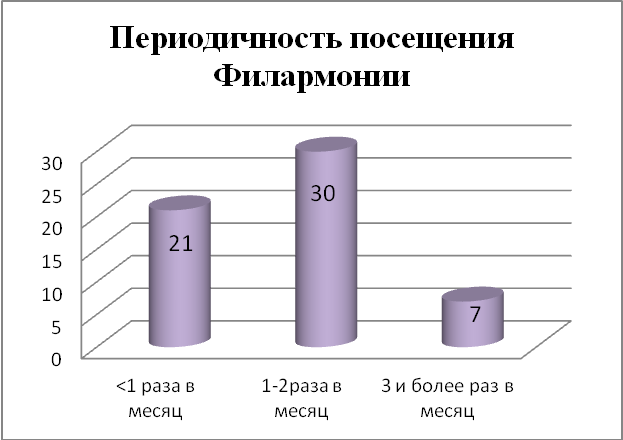 Периодичность посещения
Филармонии
30
25
20
15
10
5
0
21
30
7
<1 раза в
месяц
1-2раза в
месяц
3 и более раз в
месяц